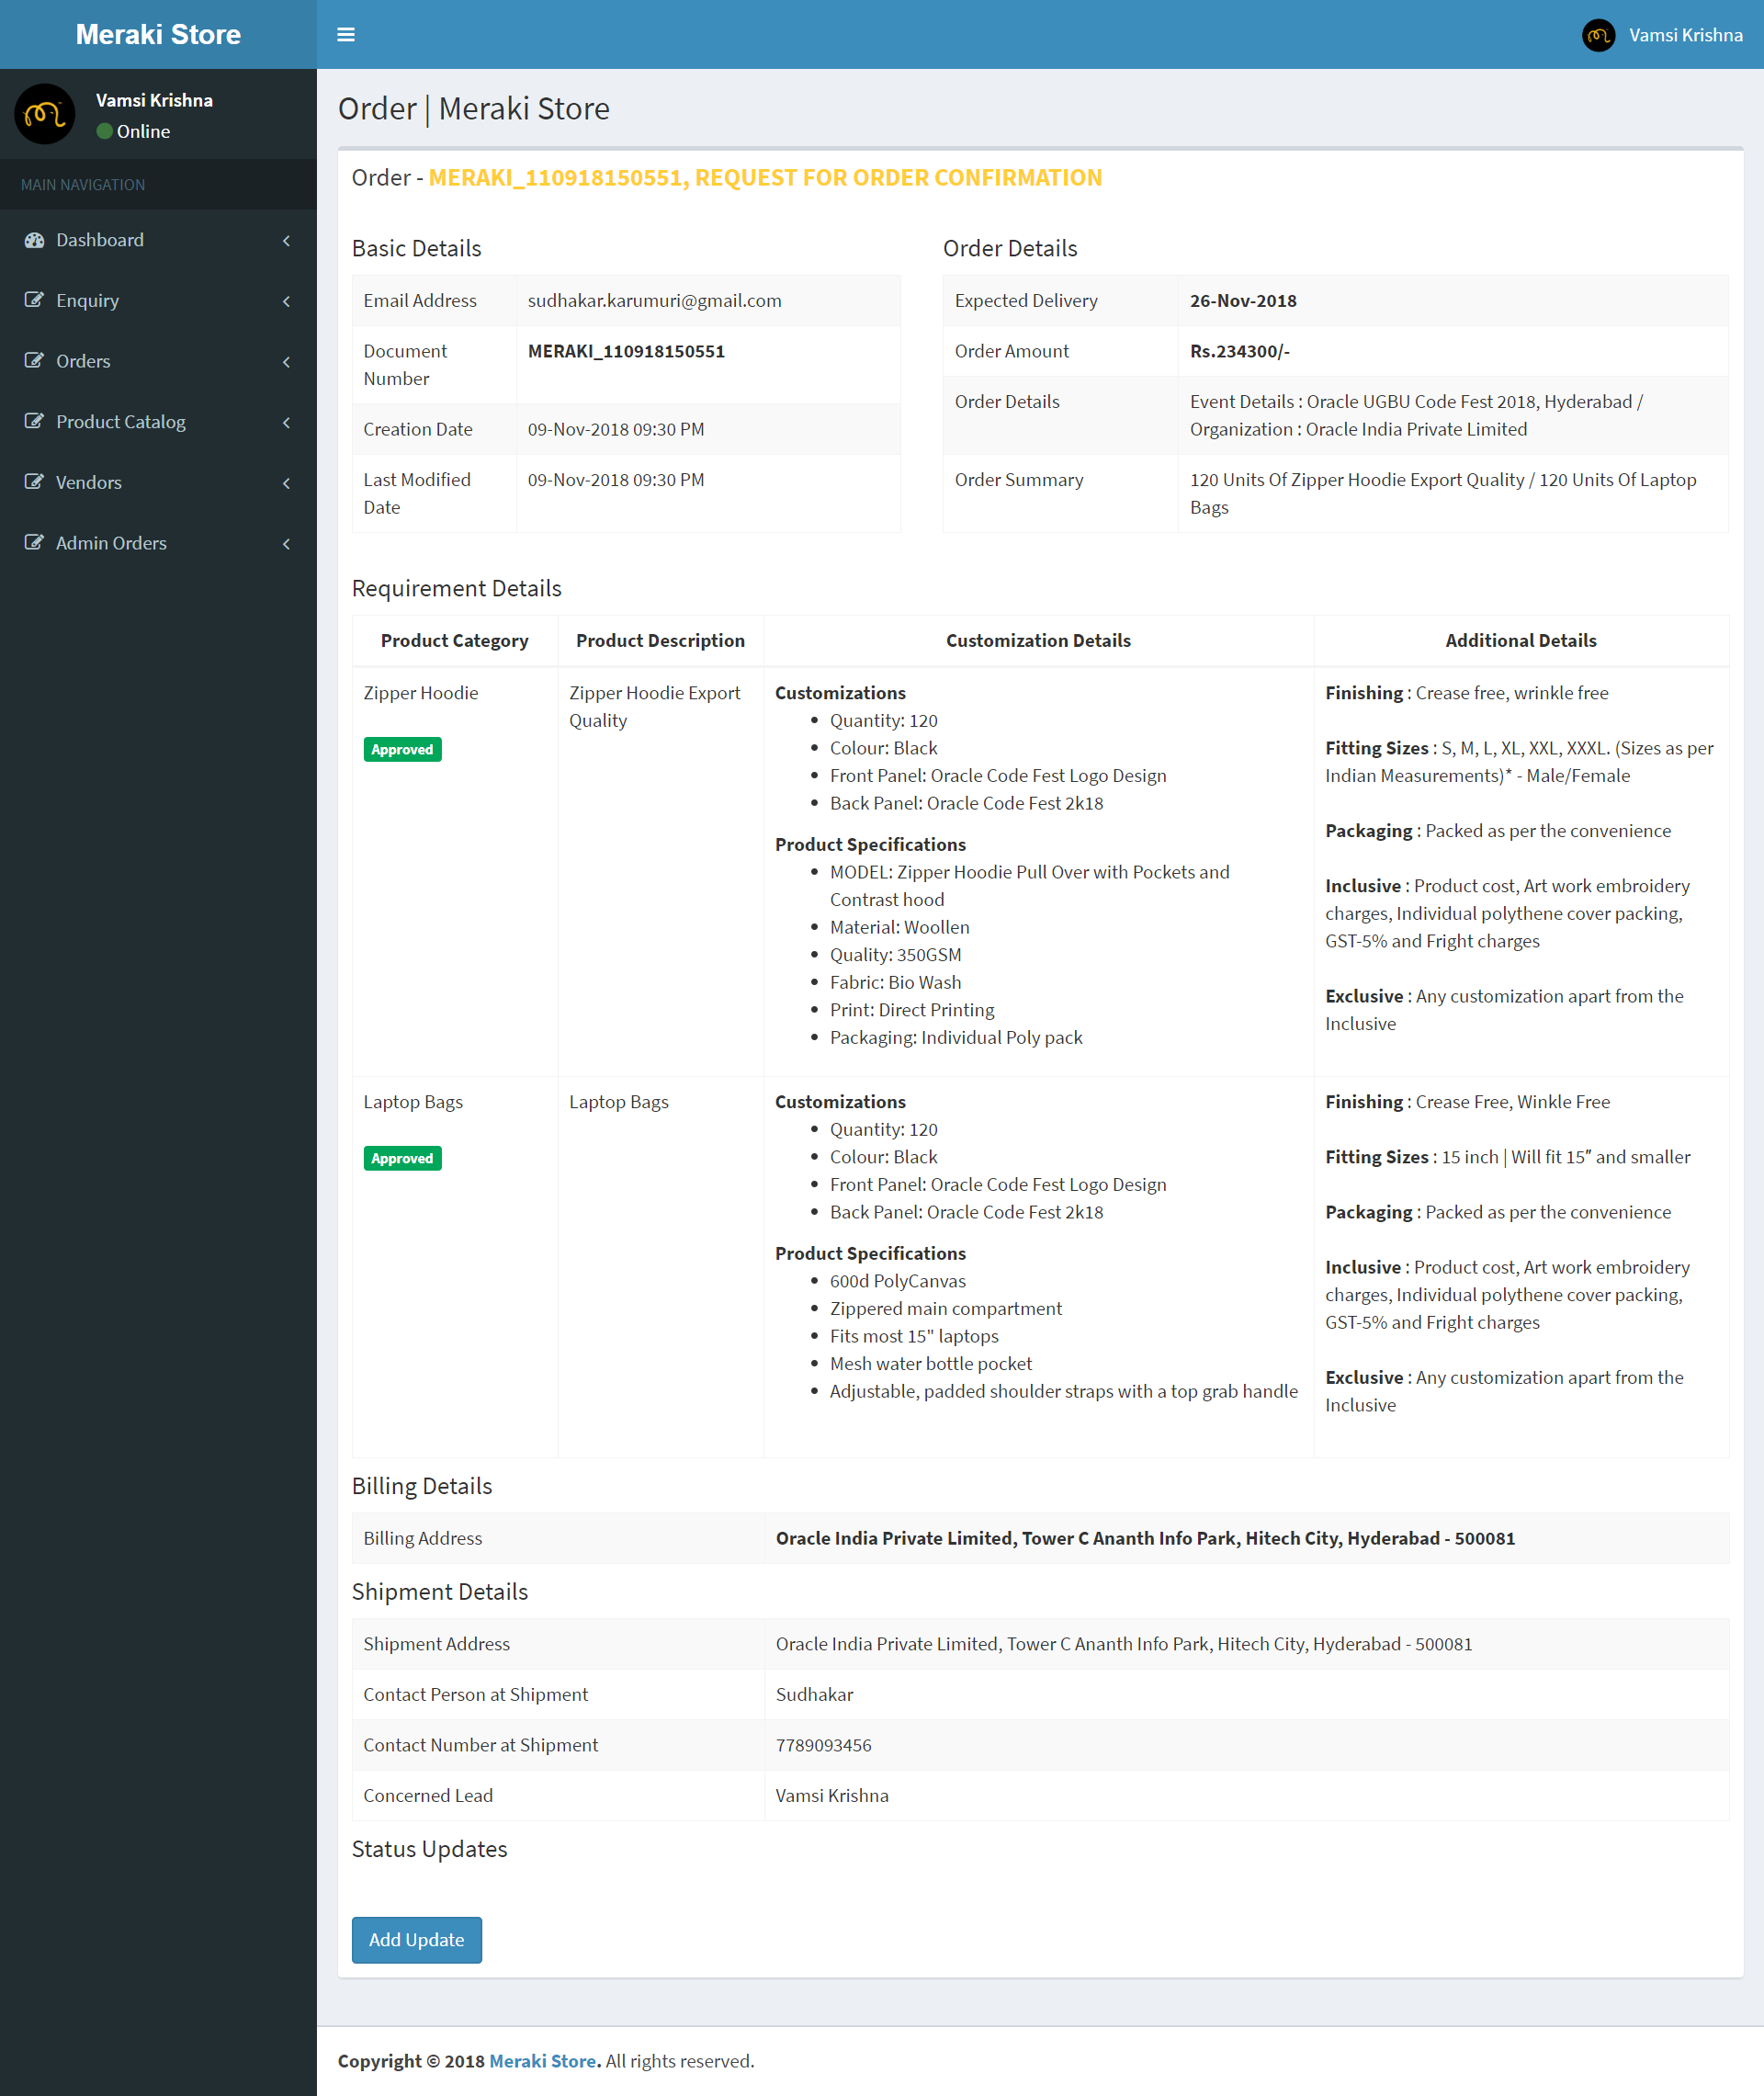 Meral Store
Vamsi Krishna
Vamsi Krishna
Online
MAIN NAVIGATION
Dashboard
Enquiry
Orders
Product Catalog
Vendors
Admin Orders
Order | Meraki Store
Order - MERAKI_110918150551, REQUEST FOR ORDER CONFIRMATION
Basic Details
Email Address sudhakar.karumuri@gmail.com
Document
Number
MERAKI_110918150551
Creation Date 09-Nov-2018 09:30 PM
Last Modified
Date
09-Nov-2018 09:30 PM
Order Details
Expected Delivery 26-Nov-2018
Order Amount Rs.234300/-
Order Details
Event Details : Oracle UGBU Code Fest 2018, Hyderabad /
Organization : Oracle India Private Limited
Order Summary
120 Units Of Zipper Hoodie Export Quality / 120 Units Of Laptop
Bags
Requirement Details
Product Category Product Description Customization Details Additional Details
Zipper Hoodie
Approved
Zipper Hoodie Export
Quality
Customizations
• Quantity: 120
• Colour: Black
• Front Panel: Oracle Code Fest Logo Design
• Back Panel: Oracle Code Fest 2k18
Product Specifications
• MODEL: Zipper Hoodie Pull Over with Pockets and
Contrast hood
• Material: Woollen
• Quality: 350GSM
• Fabric: Bio Wash
• Print: Direct Printing
• Packaging: Individual Poly pack
Finishing : Crease free, wrinkle free
Fitting Sizes : S, M, L, XL, XXL, XXXL. (Sizes as per
Indian Measurements)* - Male/Female
Packaging : Packed as per the convenience
Inclusive : Product cost, Art work embroidery
charges, Individual polythene cover packing,
GST-5% and Fright charges
Exclusive : Any customization apart from the
Inclusive
Laptop Bags
Approved
Laptop Bags
Customizations
• Quantity: 120
• Colour: Black
• Front Panel: Oracle Code Fest Logo Design
• Back Panel: Oracle Code Fest 2k18
Product Specifications
• 600d PolyCanvas
• Zippered main compartment
• Fits most 15" laptops
• Mesh water bottle pocket
• Adjustable, padded shoulder straps with a top grab handle
Finishing : Crease Free, Winkle Free
Fitting Sizes : 15 inch | Will fit 15″ and smaller
Packaging : Packed as per the convenience
Inclusive : Product cost, Art work embroidery
charges, Individual polythene cover packing,
GST-5% and Fright charges
Exclusive : Any customization apart from the
Inclusive
Billing Details
Billing Address Oracle India Private Limited, Tower C Ananth Info Park, Hitech City, Hyderabad - 500081
Shipment Details
Shipment Address Oracle India Private Limited, Tower C Ananth Info Park, Hitech City, Hyderabad - 500081
Contact Person at Shipment Sudhakar
Contact Number at Shipment 7789093456
Concerned Lead Vamsi Krishna
Status Updates
Add Update
Copyright © 2018 Meraki Store. All rights reserved.